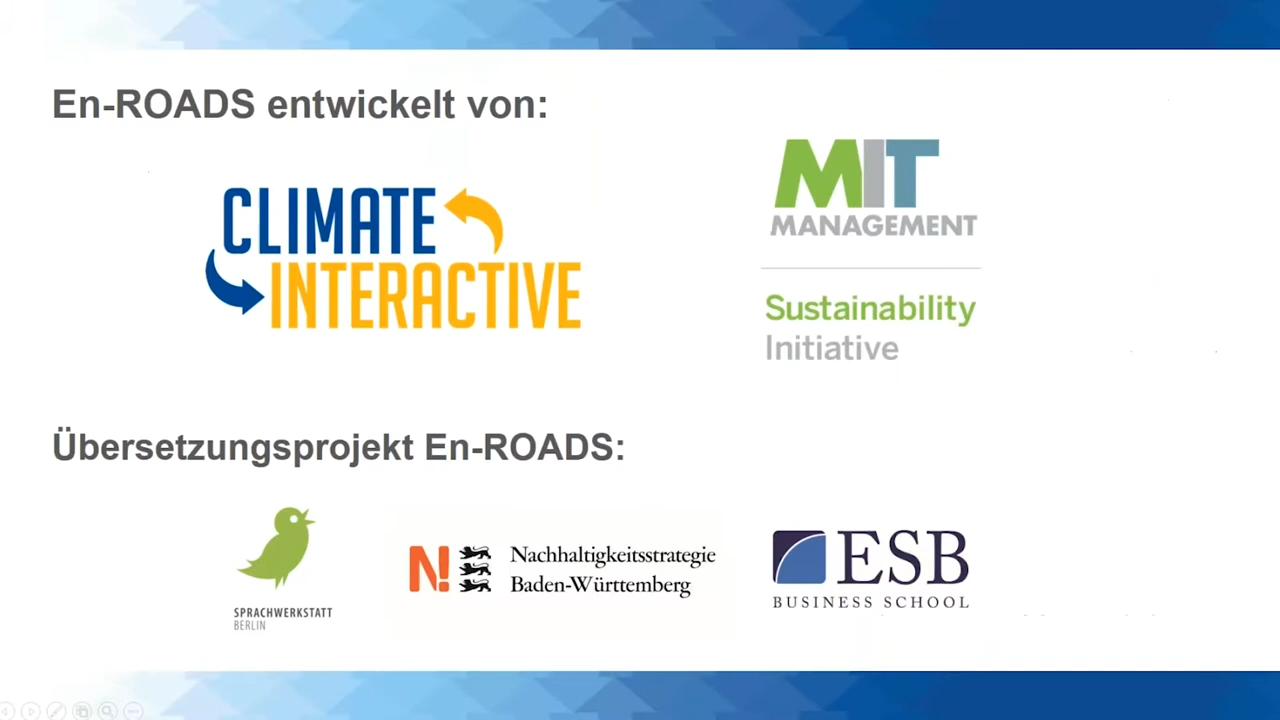 En-ROADS entwickelt von:
CLIMATE
INTERACTIVE
MIT
MANAGEMENT
Sustainability
Initiative
Übersetzungsprojekt En-ROADS:
SPRACHWERKSTATT
BERLIN
N!
Nachhaltigkeitsstrategie
Baden-Württemberg
ESB
BUSINESS SCHOOL